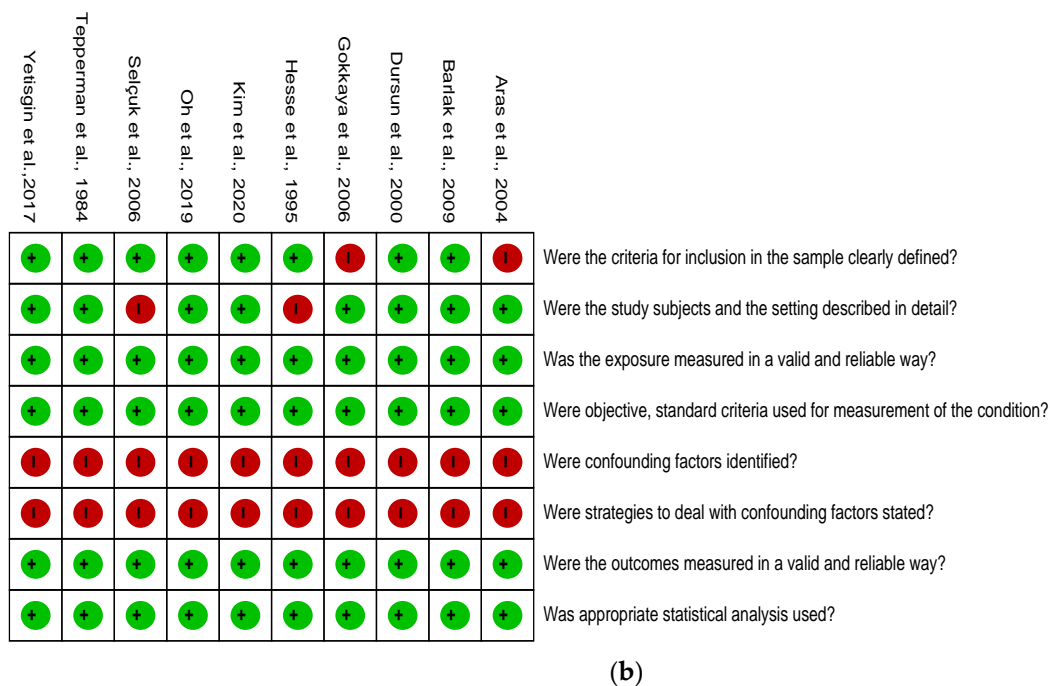 Yetisgin et al.,2017
Tepperman et al., 1984
Selçuk et al., 2006
Oh et al., 2019
Kim et al., 2020
Hesse et al., 1995
Gokkaya et al., 2006
Dursun et al., 2000
Barlak et al., 2009
Aras et al., 2004
+ + + + + + − + + − Were the criteria for inclusion in the sample clearly defined?
+ + − + + − + + + + Were the study subjects and the setting described in detail?
+ + + + + + + + + + Was the exposure measured in a valid and reliable way?
+ + + + + + + + + + Were objective, standard criteria used for measurement of the condition?
− − − − − − − − − − Were confounding factors identified?
− − − − − − − − − − Were strategies to deal with confounding factors stated?
+ + + + + + + + + + Were the outcomes measured in a valid and reliable way?
+ + + + + + + + + + Was appropriate statistical analysis used?
(b)